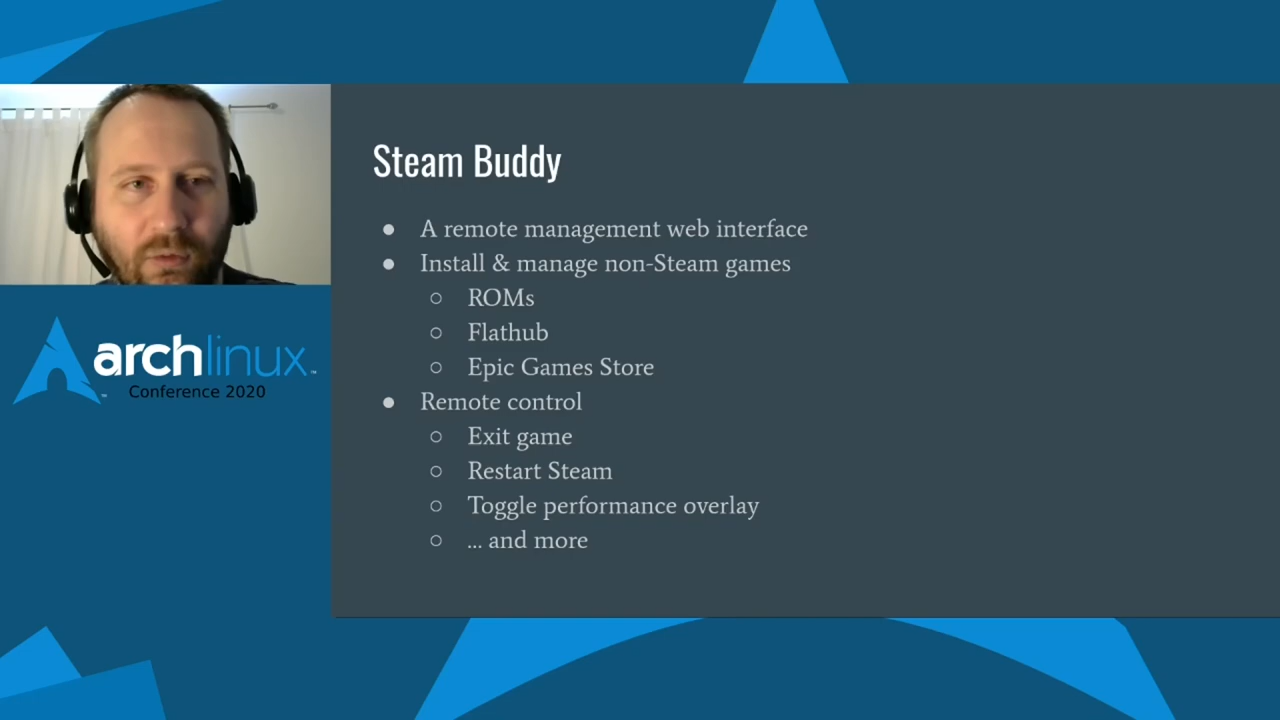 Steam Buddy
● A remote management web interface
● Install & manage non-Steam games
○ ROMs
○ Flathub
○ Epic Games Store
● Remote control
○ Exit game
○ Restart Steam
○ Toggle performance overlay
○ ... and more
archlinux™
Conference 2020